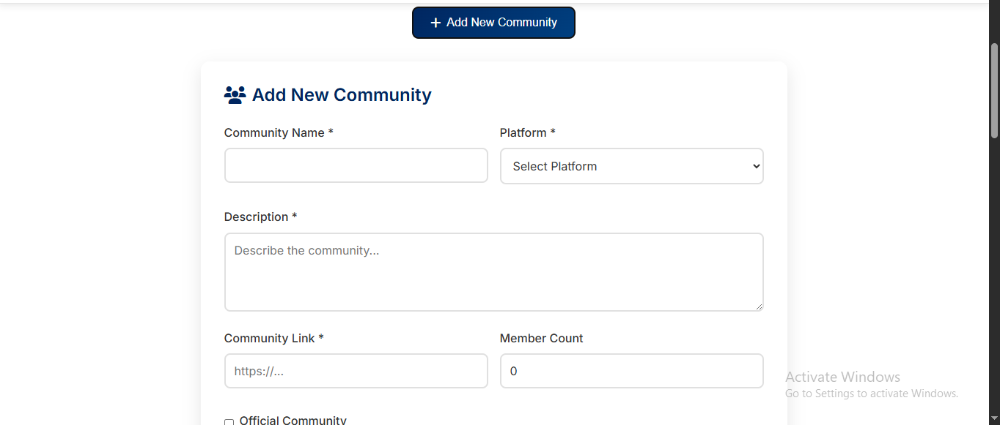 Add New Community
Add New Community
Community Name *
Platform *
Select Platform
Description *
Describe the community...
Community Link *
Member Count
https://...
0
Activate Windows
Go to Settings to activate Windows.
Official Community